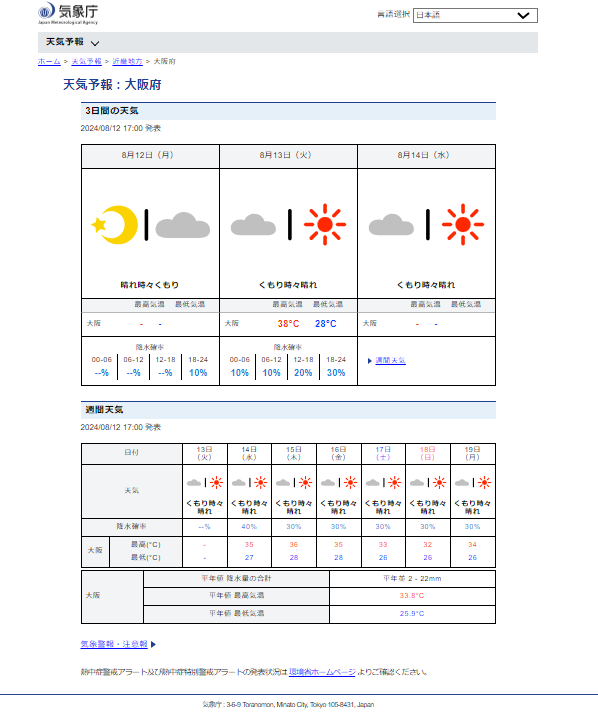 気象庁
Japan Meteorological Agency
言語選択 日本語
天気予報
ホーム > 天気予報 > 近畿地方 > 大阪府
天気予報：大阪府
3日間の天気
2024/08/12 17:00 発表
8月12日（月） 8月13日（火） 8月14日（水）
晴れ時々くもり くもり時々晴れ くもり時々晴れ
最高気温 最低気温 最高気温 最低気温 最高気温 最低気温
大阪 - - 大阪 38°C 28°C 大阪 - -
降水確率 降水確率
00-06 06-12 12-18 18-24 00-06 06-12 12-18 18-24
--% --% --% 10% 10% 10% 20% 30%
週間天気
週間天気
2024/08/12 17:00 発表
日付 13日 14日 15日 16日 17日 18日 19日
（火） （水） （木） （金） （土） （日） （月）
天気
くもり時々 くもり時々 くもり時々 くもり時々 くもり時々 くもり時々 くもり時々
晴れ 晴れ 晴れ 晴れ 晴れ 晴れ 晴れ
降水確率 --% 40% 30% 30% 30% 30% 30%
大阪 最高(°C) - 35 36 35 33 32 34
最低(°C) - 27 28 28 26 26 26
大阪 平年値 降水量の合計 平年並 2 - 22mm
平年値 最高気温 33.8°C
平年値 最低気温 25.9°C
気象警報・注意報
熱中症警戒アラート及び熱中症特別警戒アラートの発表状況は 環境省ホームページ よりご確認ください。
気象庁 : 3-6-9 Toranomon, Minato City, Tokyo 105-8431, Japan